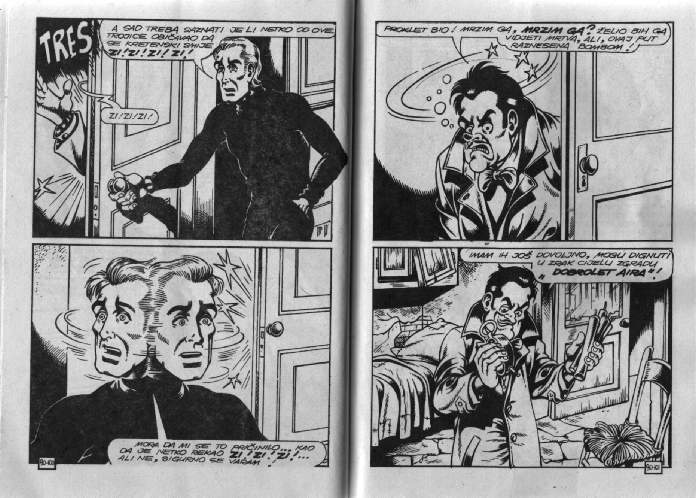 TRES
A SAD TREBA SAZNATI JE LI NETKO OD OVE
TROJICE OBIČAVAO DA
SE KRETENSKI SMIJE
ZI! ZI! ZI! ZI!
ZI! ZI! ZI!
MORA DA MI SE TO PRIČINILO... KAO
DA JE NETKO REKAO ZI! ZI! ZI!...
ALI NE, SIGURNO SE VARAM
PROKLET BIO! MRZIM GA, MRZIM GA? ŽELIO BIH GA
VIDJETI MRTVA, ALI, OVAJ PUT
RAZNESENA BOMBOM!
IMAM IH JOŠ DOVOLJNO, MOGU DIGNUTI
U ZRAK CIJELU ZGRADU
„DOBROLET AIRA"!